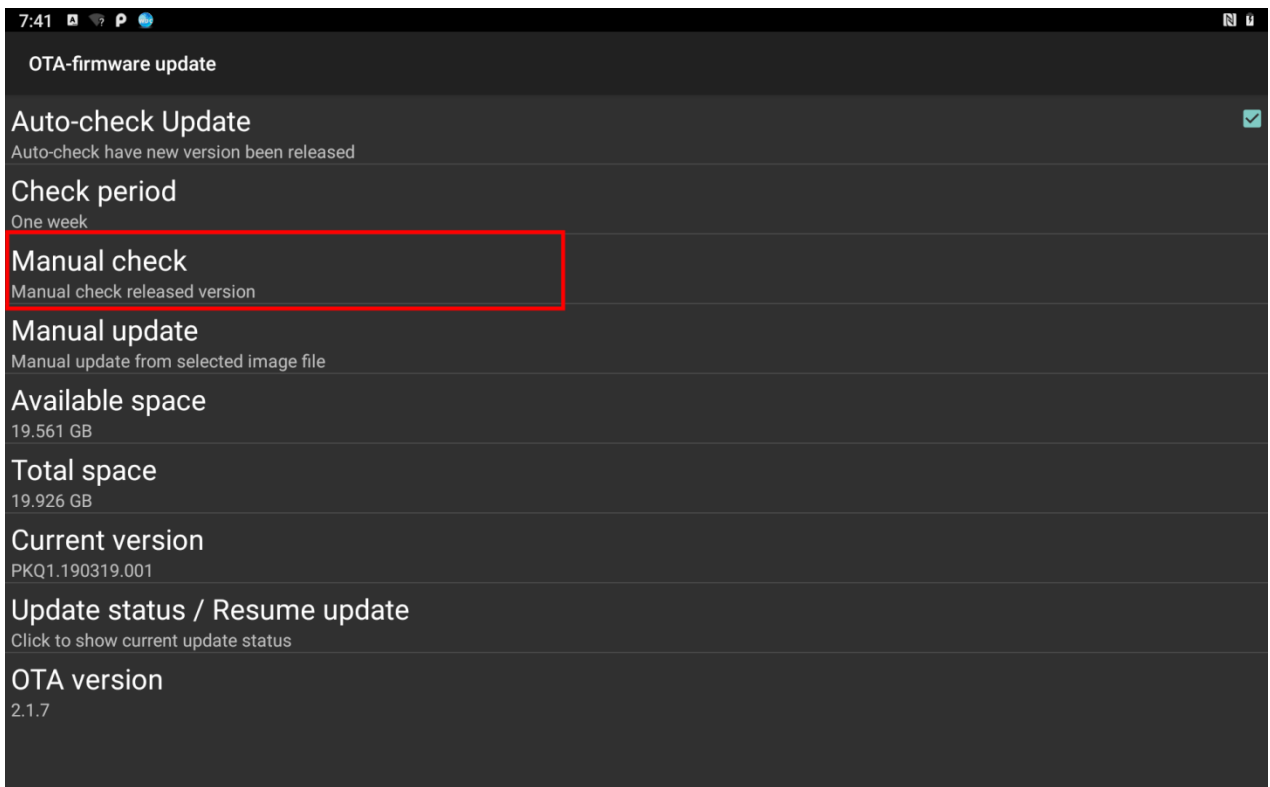 7:41
OTA-firmware update
Auto-check Update
Auto-check have new version been released
Check period
One week
Manual check
Manual check released version
Manual update
Manual update from selected image file
Available space
19.561 GB
Total space
19.926 GB
Current version
PKQ1.190319.001
Update status / Resume update
Click to show current update status
OTA version
2.1.7